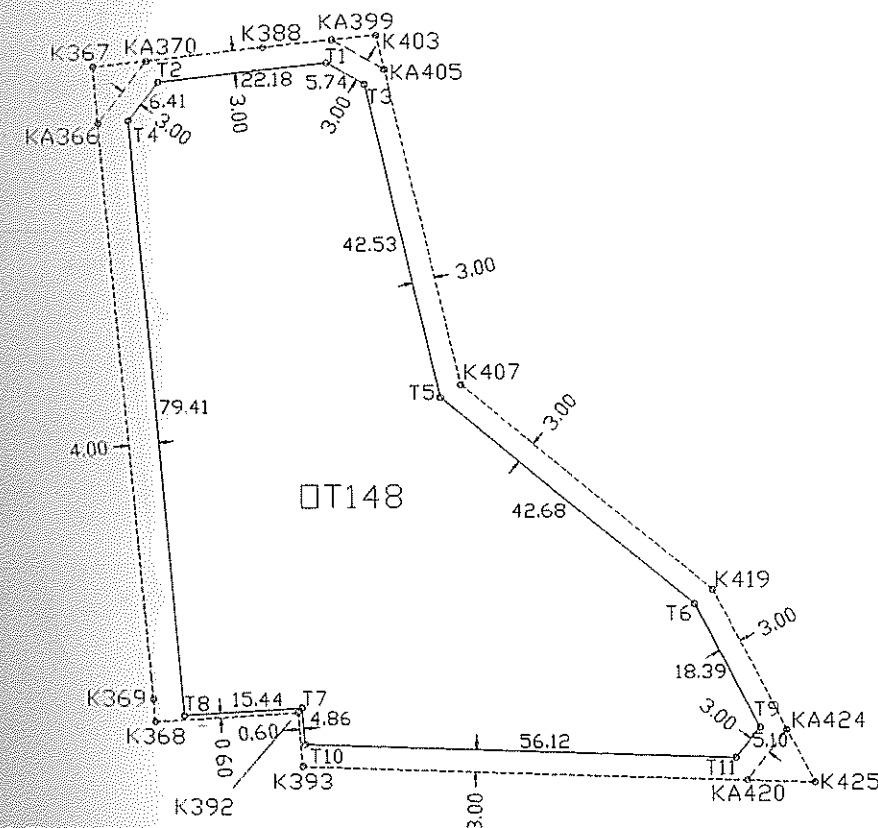 KA399
K388
K403
K367
KA370
T1
KA405
T2
22.18
5.74
T3
6.41
3.00
3.00
3.00
KA366
T4
42.53
3.00
K407
T5
79.41
3.00
4.00
□T148
42.68
K419
T6
3.00
18.39
K369
T8
15.44
T7
T9
3.00
KA424
K368
0.60
4.86
5.10
0.60
T10
56.12
T11
K393
KA420
K425
K392
3.00